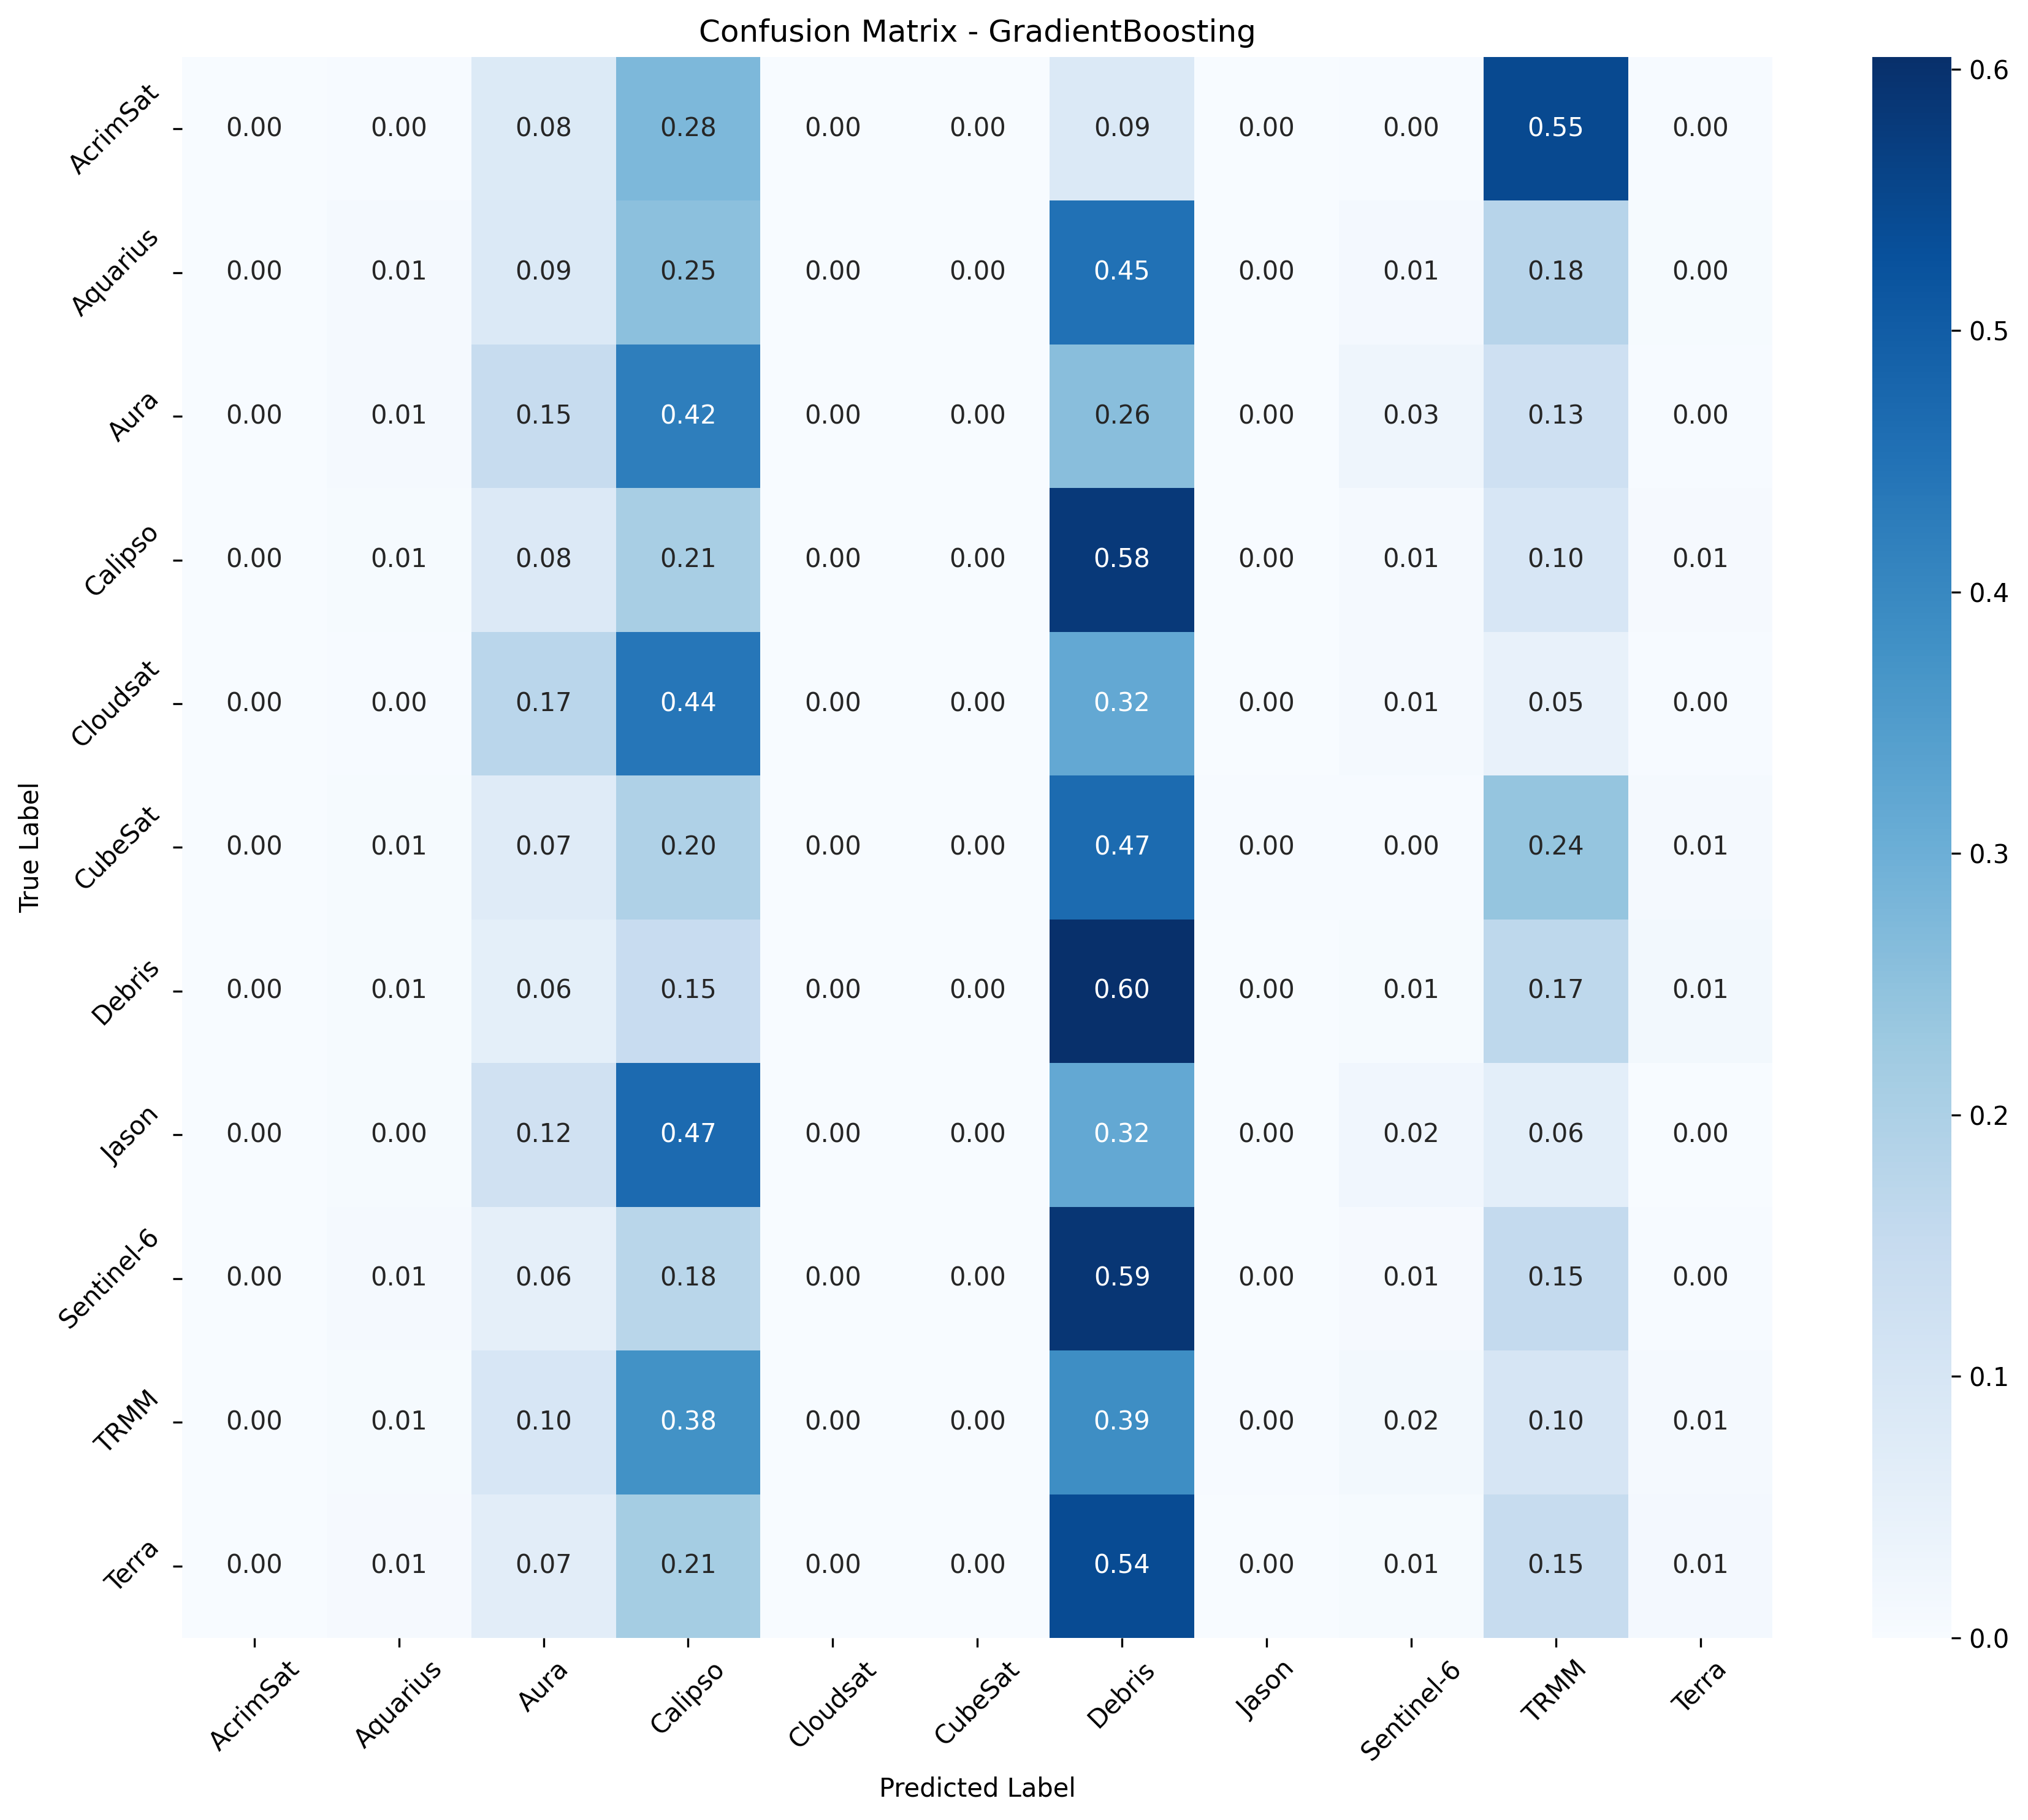 Confusion Matrix - GradientBoosting
AcrimSat 0.00 0.00 0.08 0.28 0.00 0.00 0.09 0.00 0.00 0.55 0.00
Aquarius 0.00 0.01 0.09 0.25 0.00 0.00 0.45 0.00 0.01 0.18 0.00
Aura 0.00 0.01 0.15 0.42 0.00 0.00 0.26 0.00 0.03 0.13 0.00
Calipso 0.00 0.01 0.08 0.21 0.00 0.00 0.58 0.00 0.01 0.10 0.01
Cloudsat 0.00 0.00 0.17 0.44 0.00 0.00 0.32 0.00 0.01 0.05 0.00
CubeSat 0.00 0.01 0.07 0.20 0.00 0.00 0.47 0.00 0.00 0.24 0.01
Debris 0.00 0.01 0.06 0.15 0.00 0.00 0.60 0.00 0.01 0.17 0.01
Jason 0.00 0.00 0.12 0.47 0.00 0.00 0.32 0.00 0.02 0.06 0.00
Sentinel-6 0.00 0.01 0.06 0.18 0.00 0.00 0.59 0.00 0.01 0.15 0.00
TRMM 0.00 0.01 0.10 0.38 0.00 0.00 0.39 0.00 0.02 0.10 0.01
Terra 0.00 0.01 0.07 0.21 0.00 0.00 0.54 0.00 0.01 0.15 0.01
AcrimSat Aquarius Aura Calipso Cloudsat CubeSat Debris Jason Sentinel-6 TRMM Terra
Predicted Label
True Label
0.6
0.5
0.4
0.3
0.2
0.1
0.0